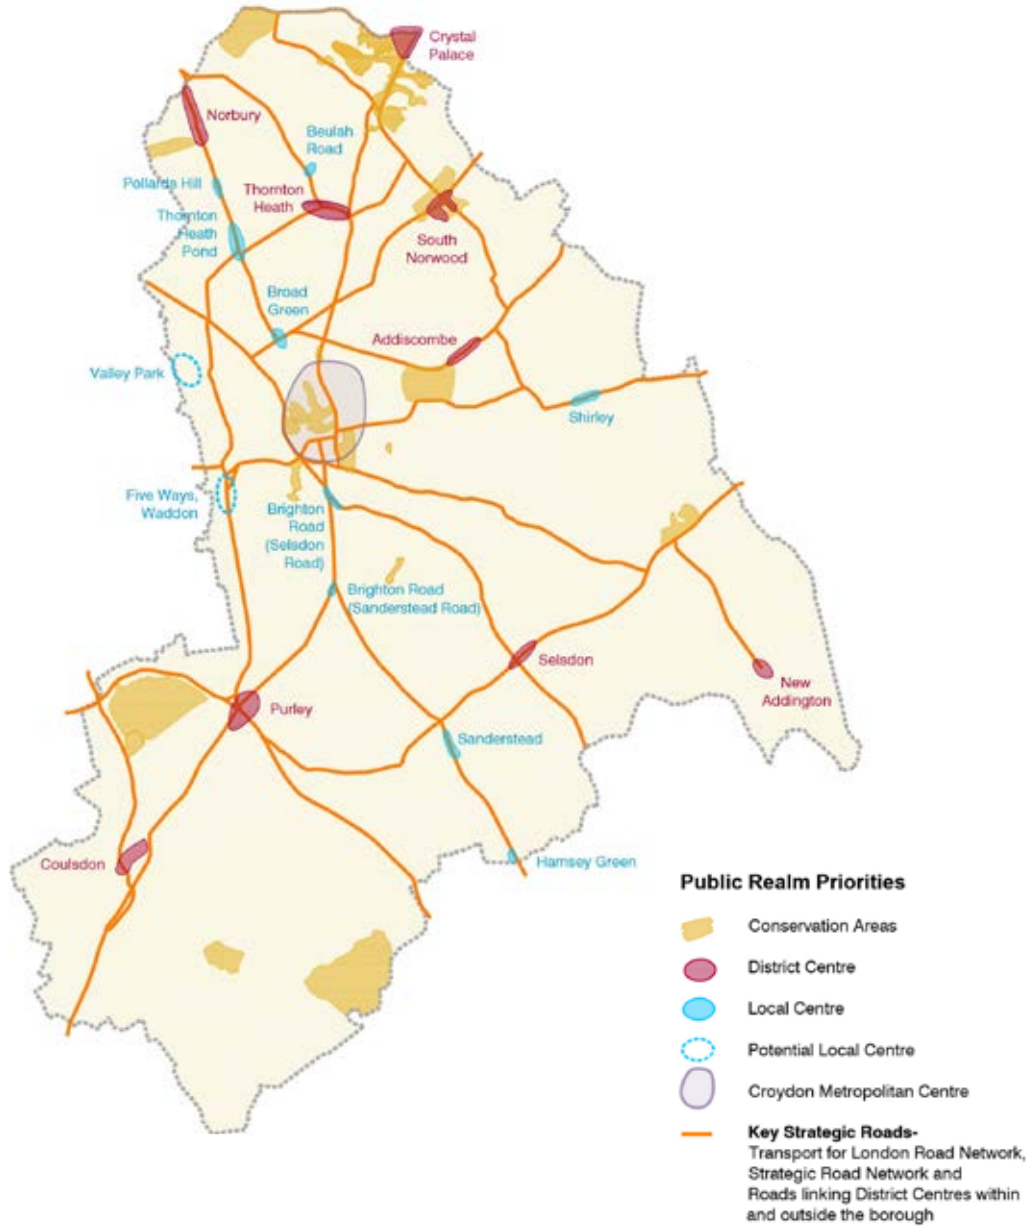 Crystal
Palace
Norbury
Beulah
Road
Pollards Hill
Thornton
Heath
Thornton
Heath
Pond
South
Norwood
Broad
Green
Addiscombe
Valley Park
Shirley
Five Ways,
Waddon
Brighton
Road
(Selsdon
Road)
Brighton Road
(Sanderstead Road)
Selsdon
New
Addington
Purley
Sanderstead
Coulsdon
Hamsey Green
Public Realm Priorities
Conservation Areas
District Centre
Local Centre
Potential Local Centre
Croydon Metropolitan Centre
Key Strategic Roads-
Transport for London Road Network,
Strategic Road Network and
Roads linking District Centres within
and outside the borough